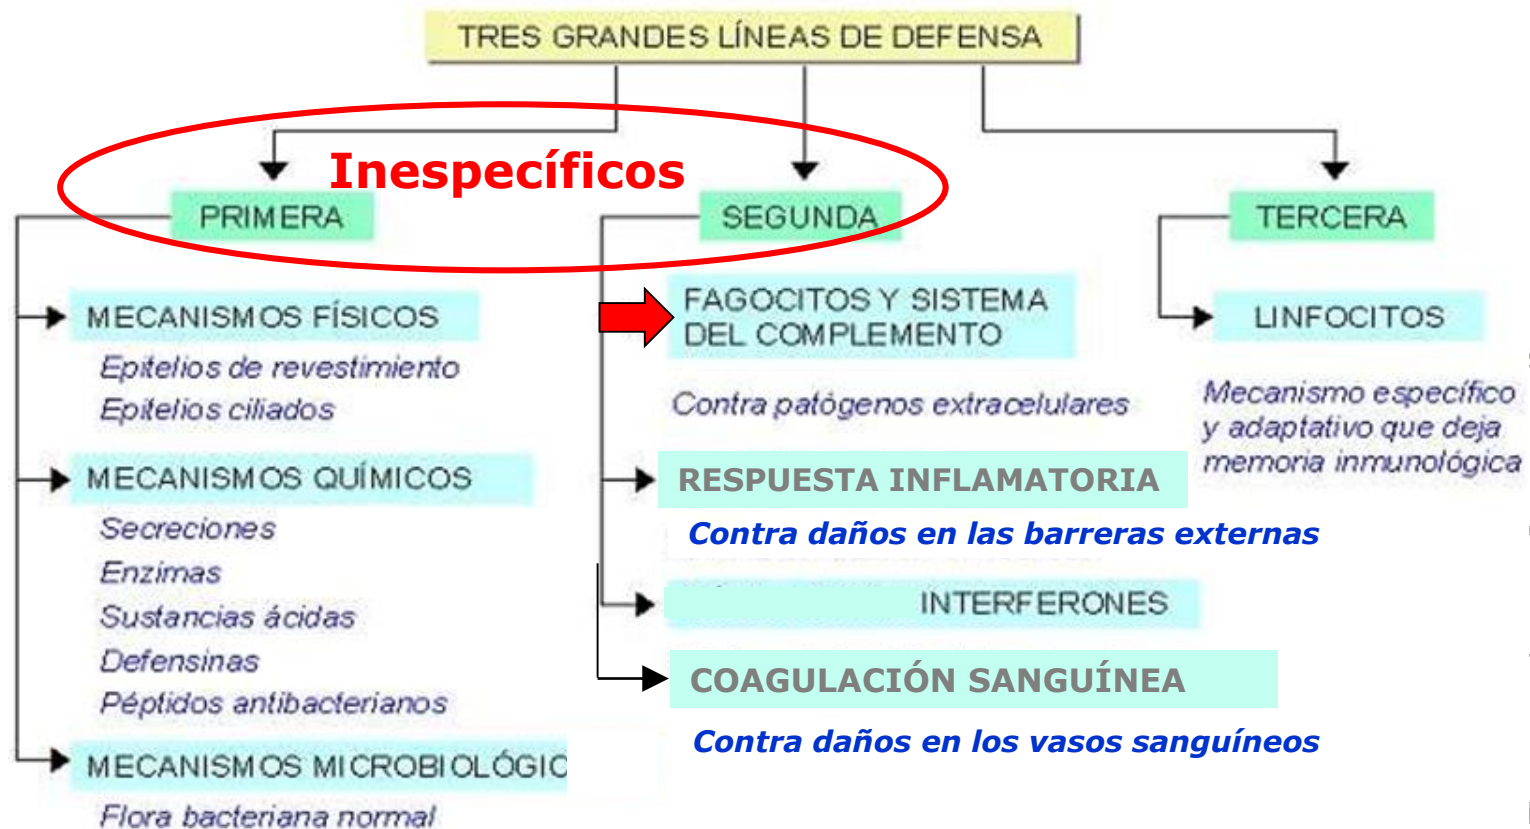 TRES GRANDES LÍNEAS DE DEFENSA
Inespecíficos
PRIMERA
MECANISMOS FÍSICOS
Epitelios de revestimiento
Epitelios ciliados
MECANISMOS QUÍMICOS
Secreciones
Enzimas
Sustancias ácidas
Defensinas
Péptidos antibacterianos
MECANISMOS MICROBIOLÓGIC
Flora bacteriana normal
SEGUNDA
FAGOCITOS Y SISTEMA
DEL COMPLEMENTO
Contra patógenos extracelulares
RESPUESTA INFLAMATORIA
Contra daños en las barreras externas
INTERFERONES
COAGULACIÓN SANGUÍNEA
Contra daños en los vasos sanguíneos
TERCERA
LINFOCITOS
Mecanismo específico
y adaptativo que deja
memoria inmunológica